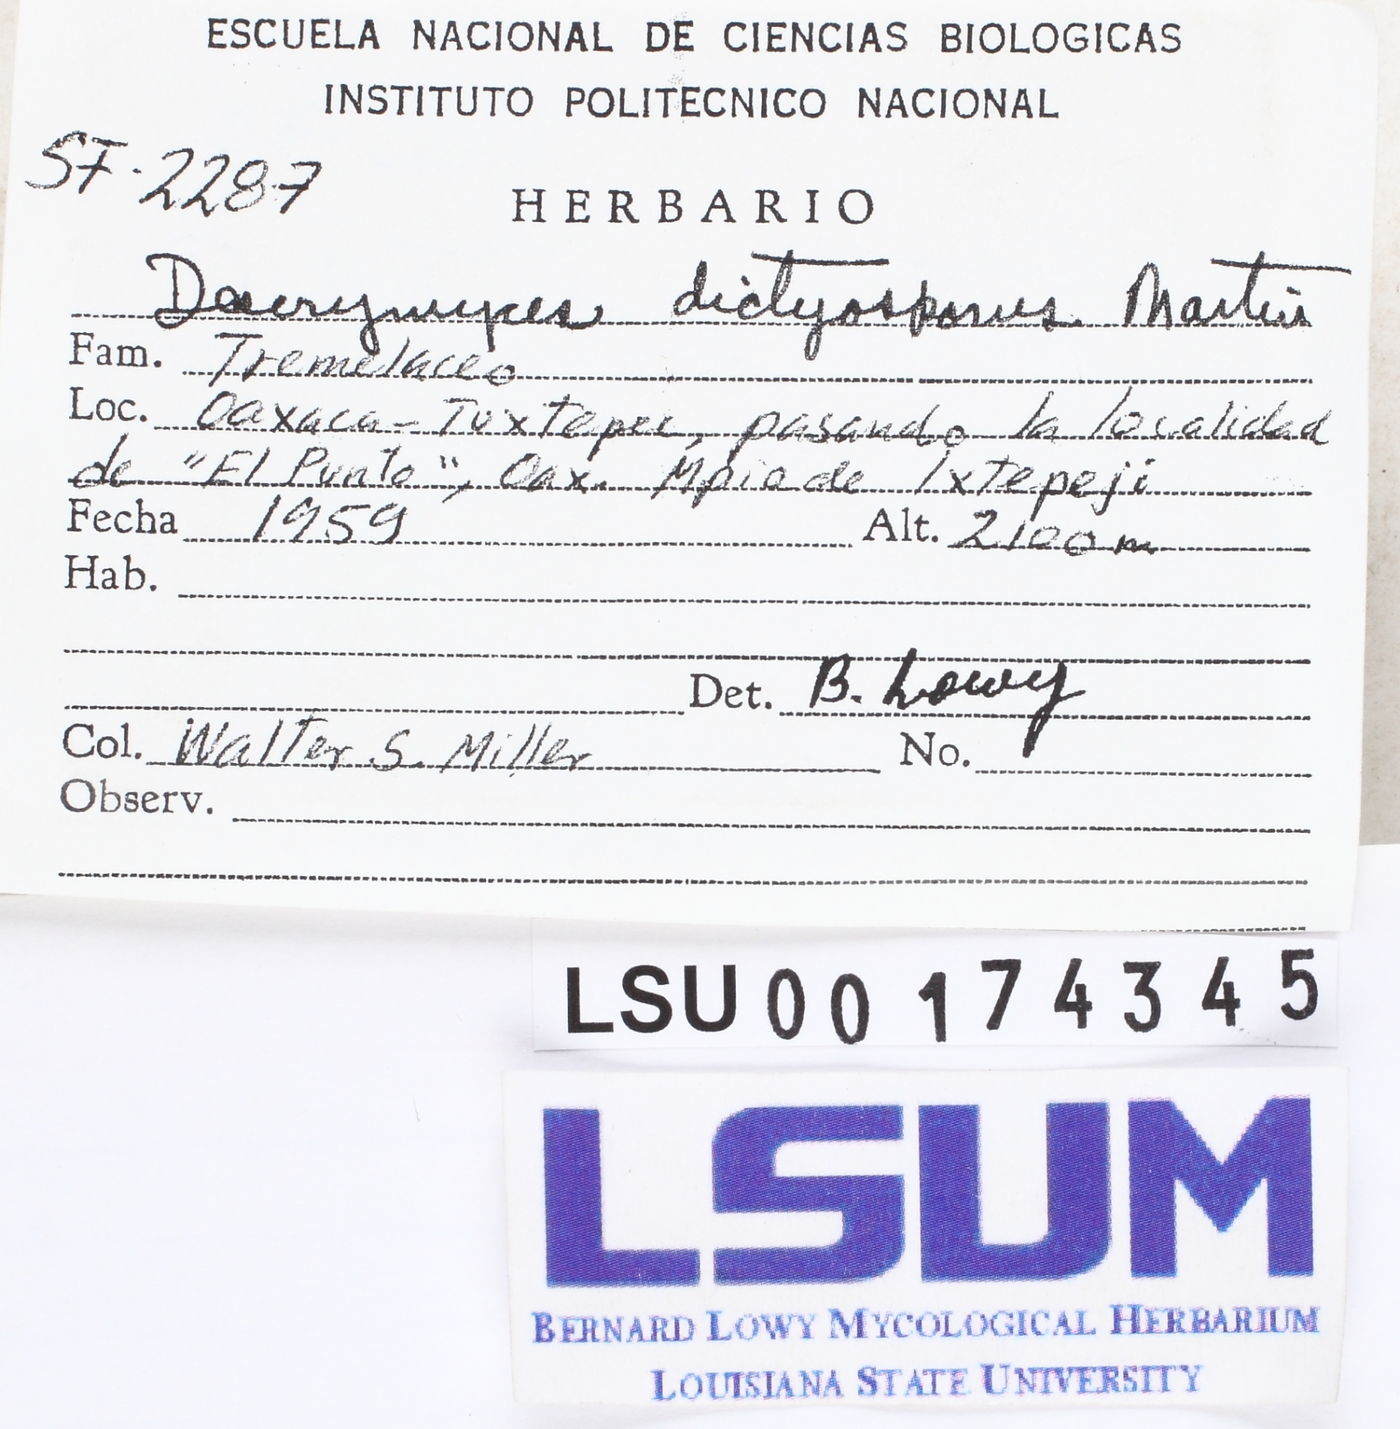 ESCUELA NACIONAL DE CIENCIAS BIOLOGICAS
INSTITUTO POLITECNICO NACIONAL
SF-2287
HERBARIO
Dacrymyces dictyosporus Martin
Fam. Tremelaceo
Loc. Oaxaca-Tuxtepec, pasando la localidad
de "El Punto", Oax. Mpio de Ixtepeji
Fecha 1959 Alt. 2100 m
Hab.
Det. B. Lowy
Col. Walter S. Miller No.
Observ.
LSU00174345
LSUM
BERNARD LOWY MYCOLOGICAL HERBARIUM
LOUISIANA STATE UNIVERSITY